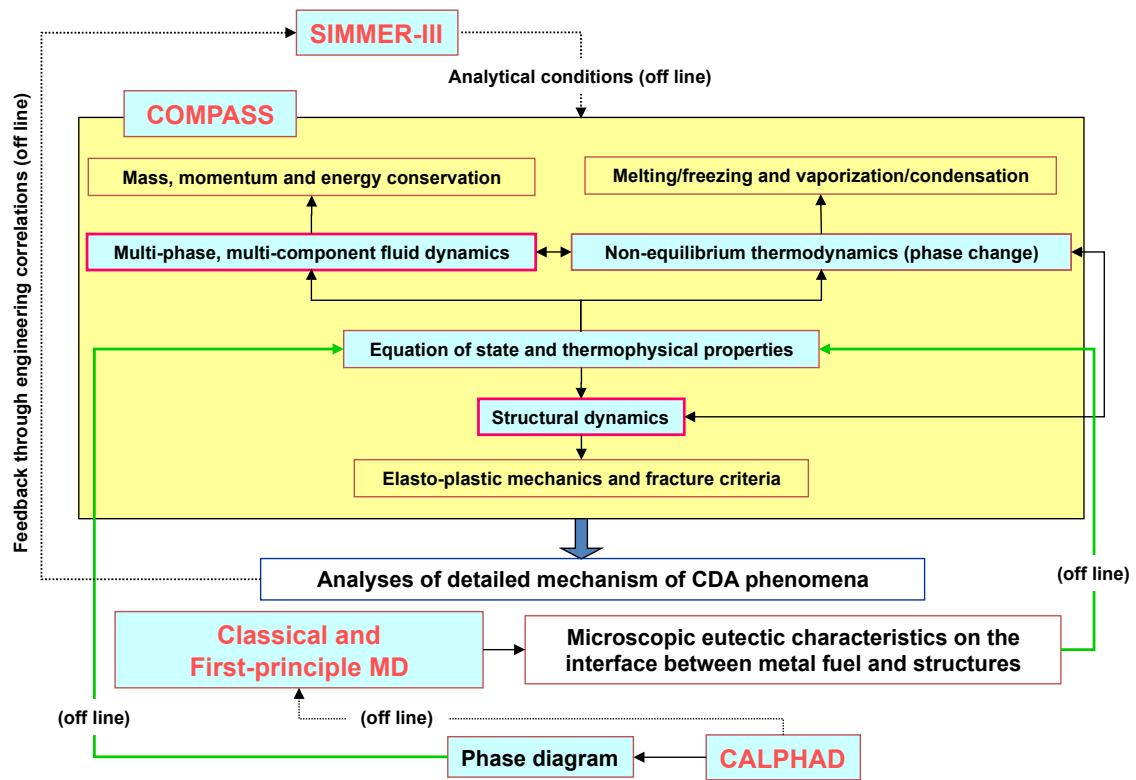 SIMMER-III
Analytical conditions (off line)
COMPASS
Feedback through engineering correlations (off line)
Mass, momentum and energy conservation
Melting/freezing and vaporization/condensation
Multi-phase, multi-component fluid dynamics
Non-equilibrium thermodynamics (phase change)
Equation of state and thermophysical properties
Structural dynamics
Elasto-plastic mechanics and fracture criteria
Analyses of detailed mechanism of CDA phenomena
(off line)
Classical and
First-principle MD
Microscopic eutectic characteristics on the
interface between metal fuel and structures
(off line)
(off line)
Phase diagram
CALPHAD